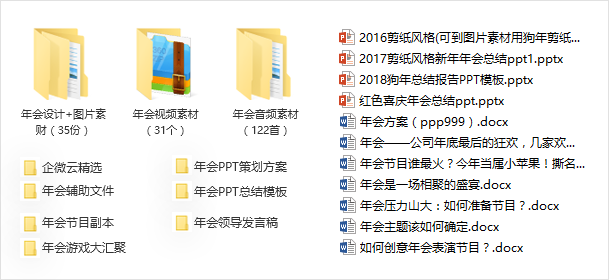 年会设计+图片素
财（35份）
年会视频素材
（31个）
年会音频素材
（122首）
企微云精选
年会PPT策划方案
年会辅助文件
年会PPT总结模板
年会节目副本
年会领导发言稿
年会游戏大汇聚
2016剪纸风格(可到图片素材用狗年剪纸...
2017剪纸风格新年年会总结ppt1.pptx
2018狗年总结报告PPT模板.pptx
红色喜庆年会总结ppt.pptx
年会方案（ppp999）.docx
年会——公司年底最后的狂欢，几家欢...
年会节目谁最火？今年当属小苹果！撕名...
年会是一场相聚的盛宴.docx
年会压力山大：如何准备节目？.docx
年会主题该如何确定.docx
如何创意年会表演节目？.docx